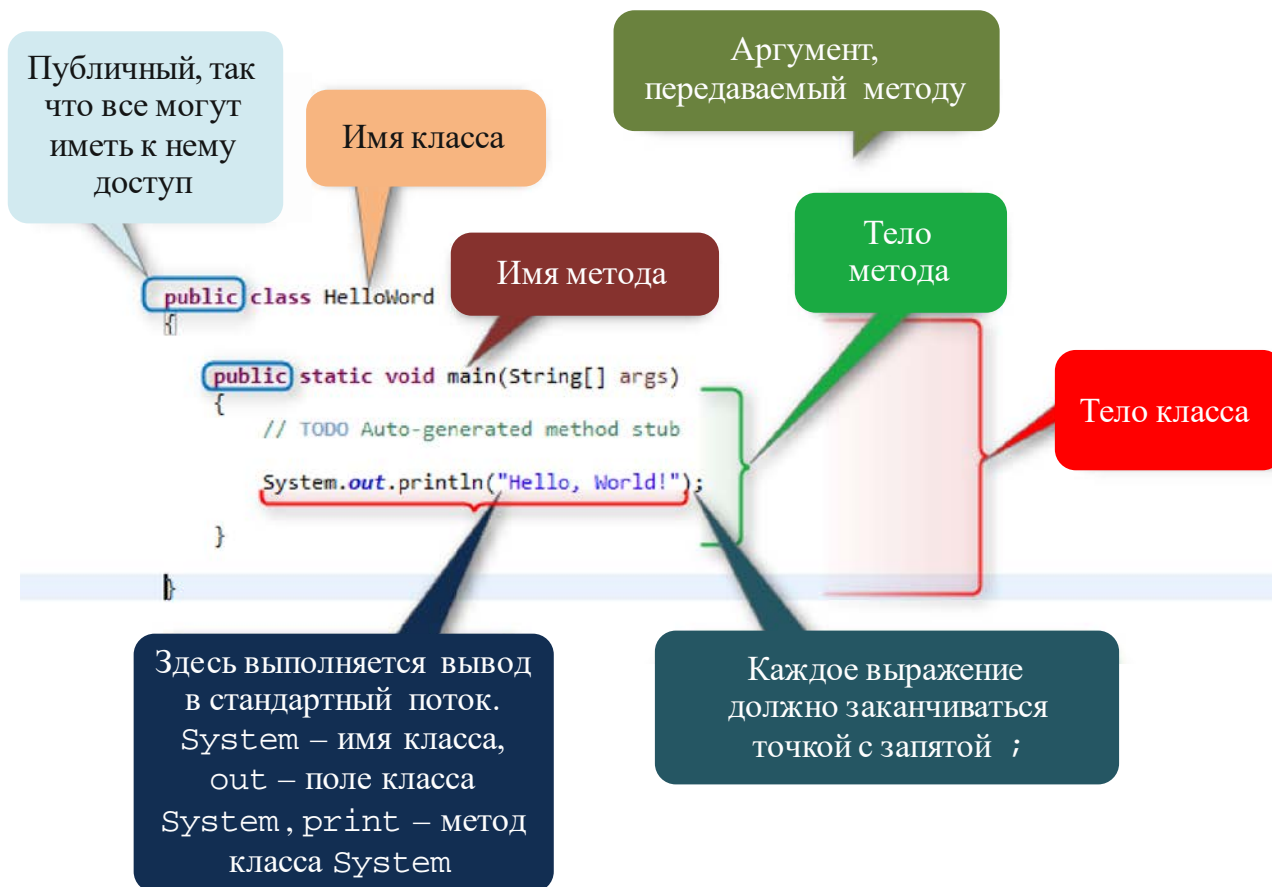 Публичный, так
что все могут
иметь к нему
доступ
Имя класса
Аргумент,
передаваемый методу
Имя метода
Тело
метода
Тело класса
public class HelloWord
{
public static void main(String[] args)
{
// TODO Auto-generated method stub
System.out.println("Hello, World!");
}
}
Здесь выполняется вывод
в стандартный поток.
System – имя класса,
out – поле класса
System, print – метод
класса System
Каждое выражение
должно заканчиваться
точкой с запятой ;